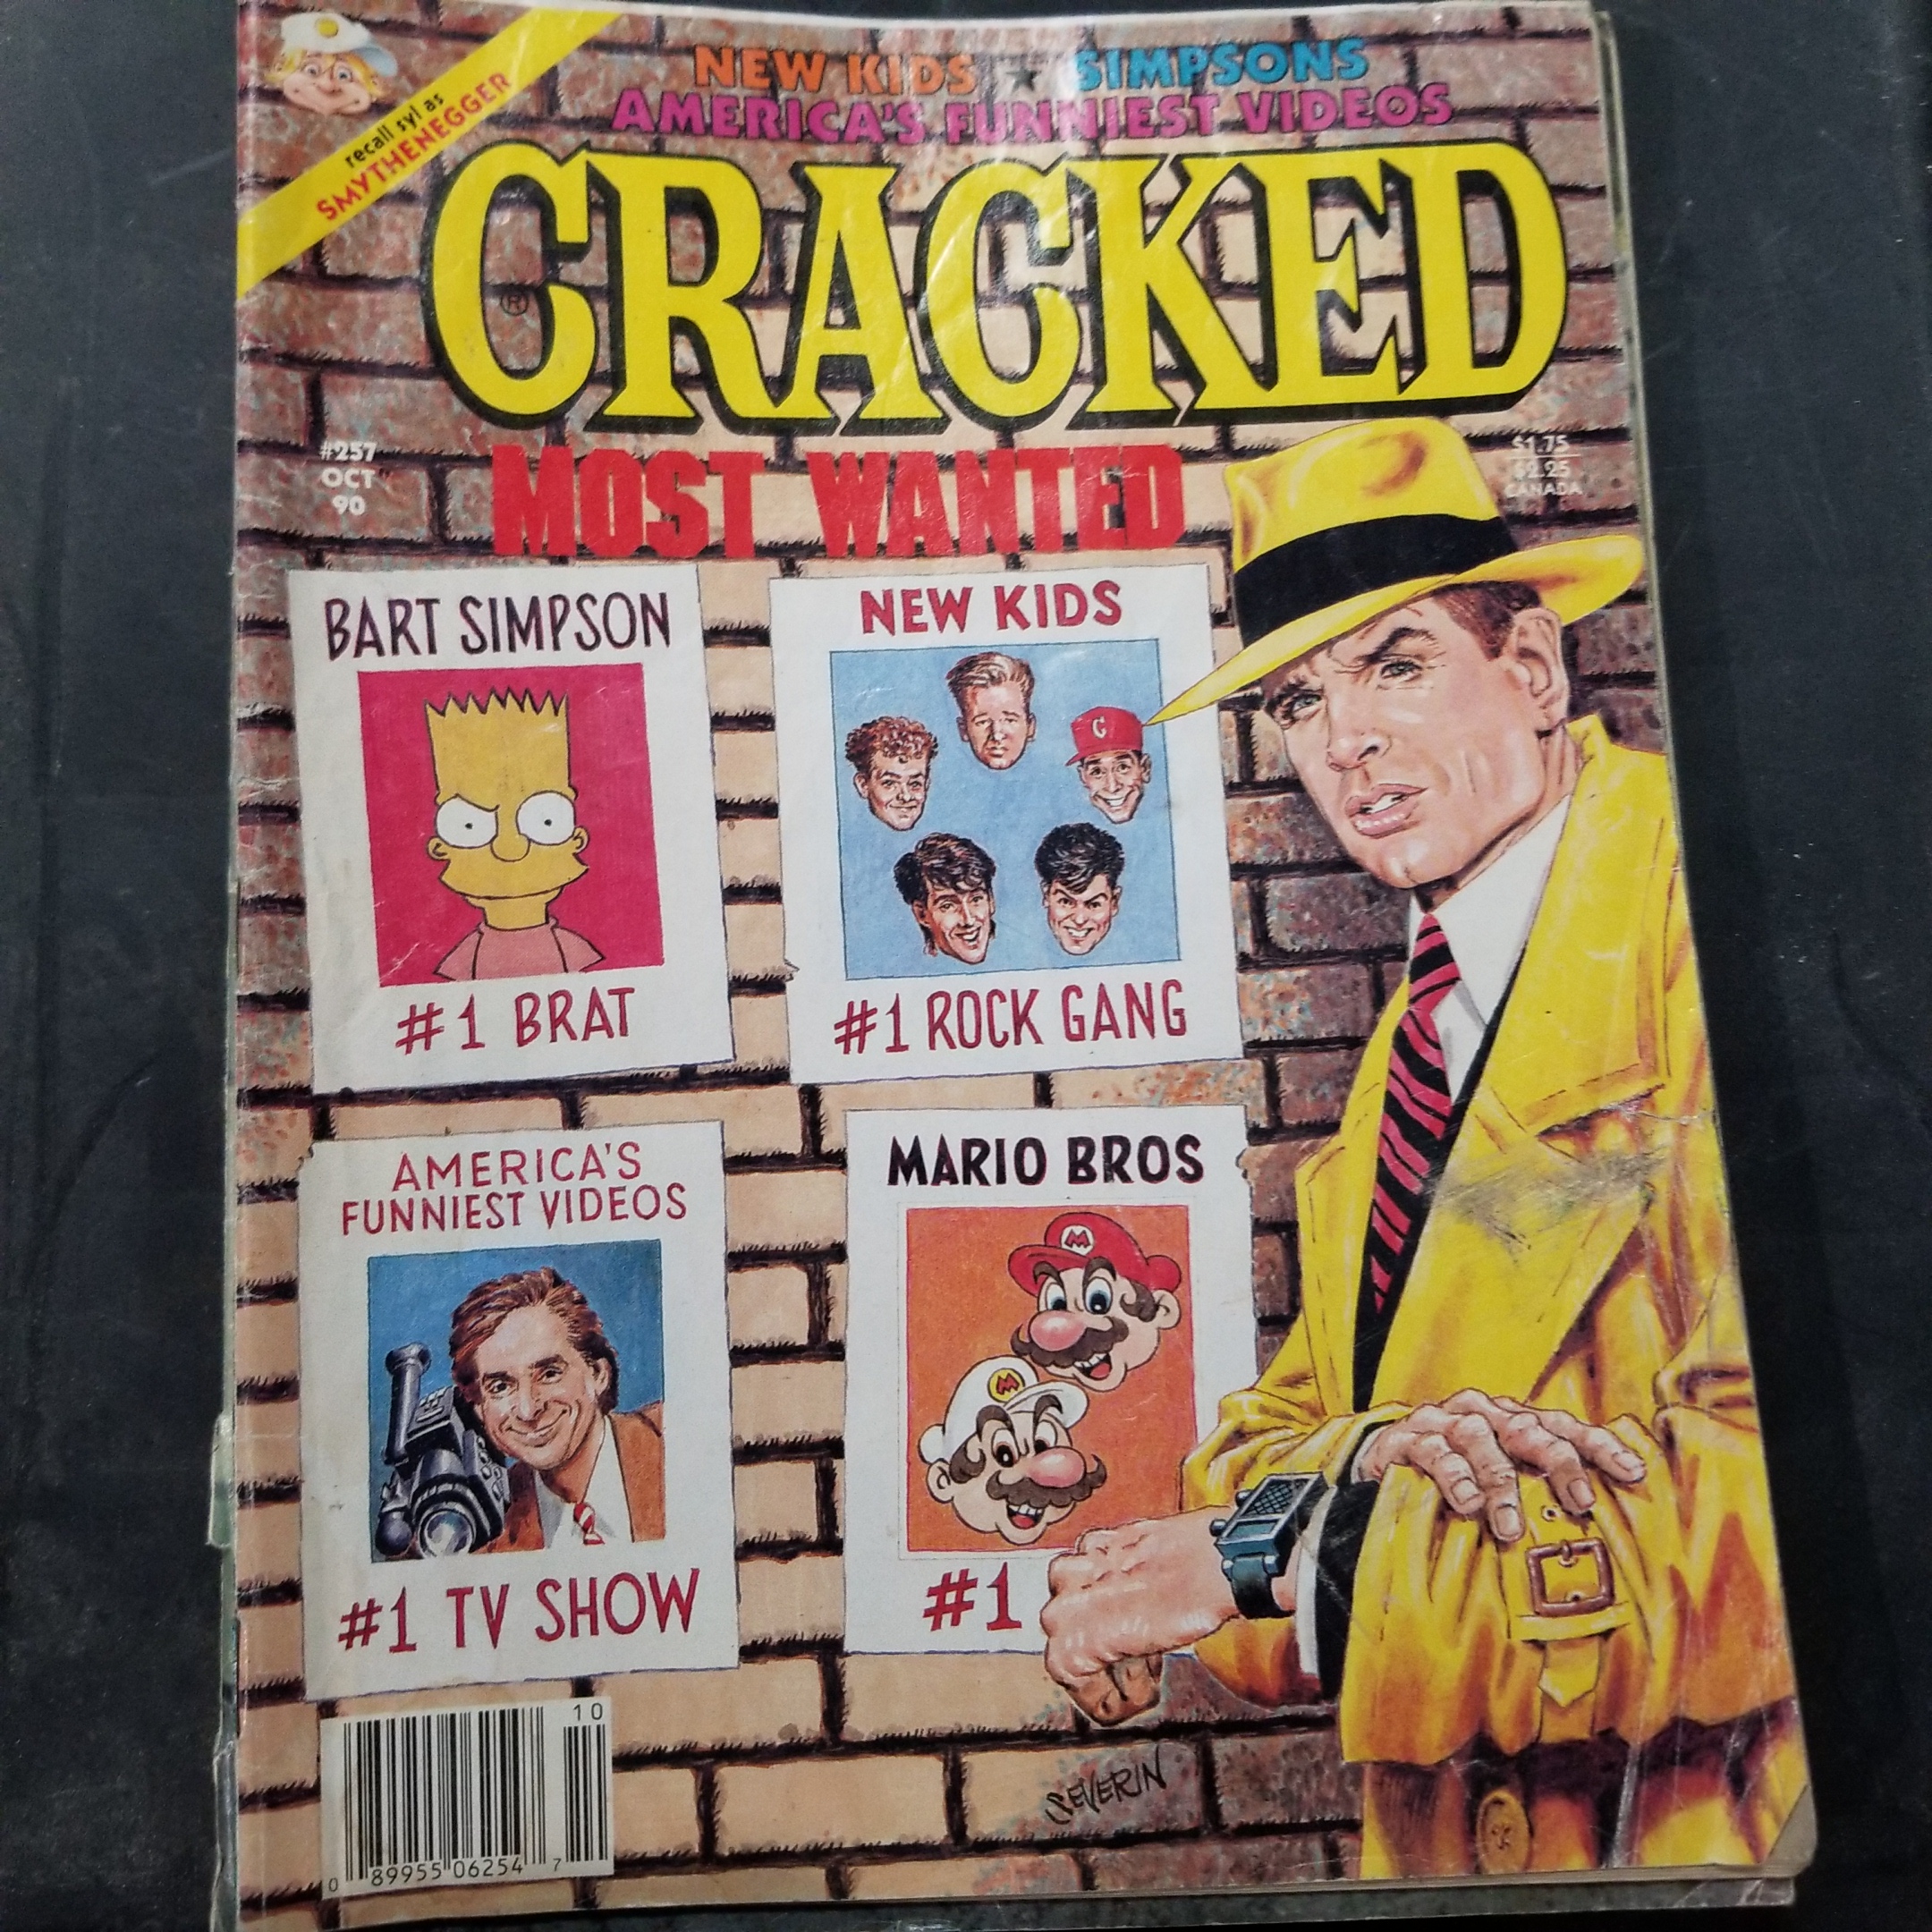 recall syl as
SMYTHENEGGER
NEW KIDS ★ SIMPSONS
AMERICA'S FUNNIEST VIDEOS
CRACKED
®
#257
OCT
90
MOST WANTED
$1.75
$2.25
CANADA
BART SIMPSON
#1 BRAT
NEW KIDS
C
#1 ROCK GANG
AMERICA'S
FUNNIEST VIDEOS
#1 TV SHOW
MARIO BROS
M
M
#1
SEVERIN
10
0 89955 06254 7